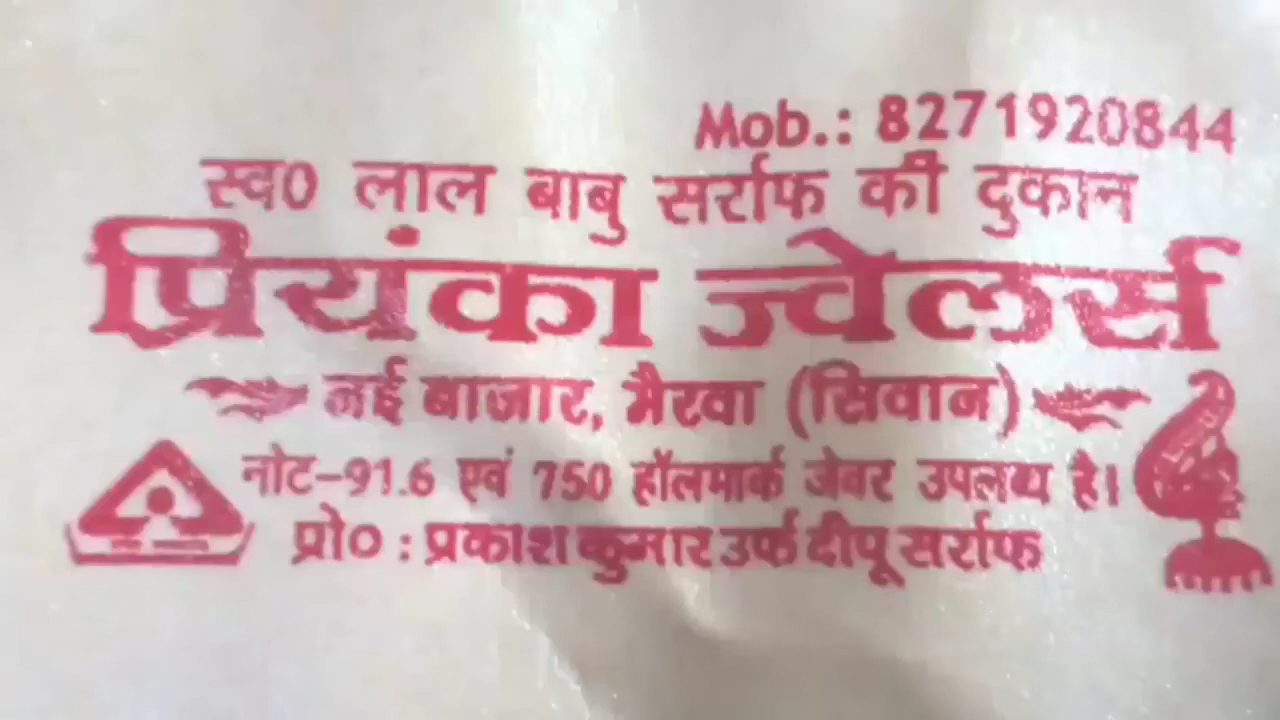 Mob.: 8271920844
स्व0 लाल बाबु सर्राफ की दुकान
प्रियंका ज्वेलर्स
नई बाजार, मैरवा (सिवान)
नोट-91.6 एवं 750 हॉलमार्क जेवर उपलब्ध है।
प्रो0 : प्रकाश कुमार उर्फ दीपू सर्राफ